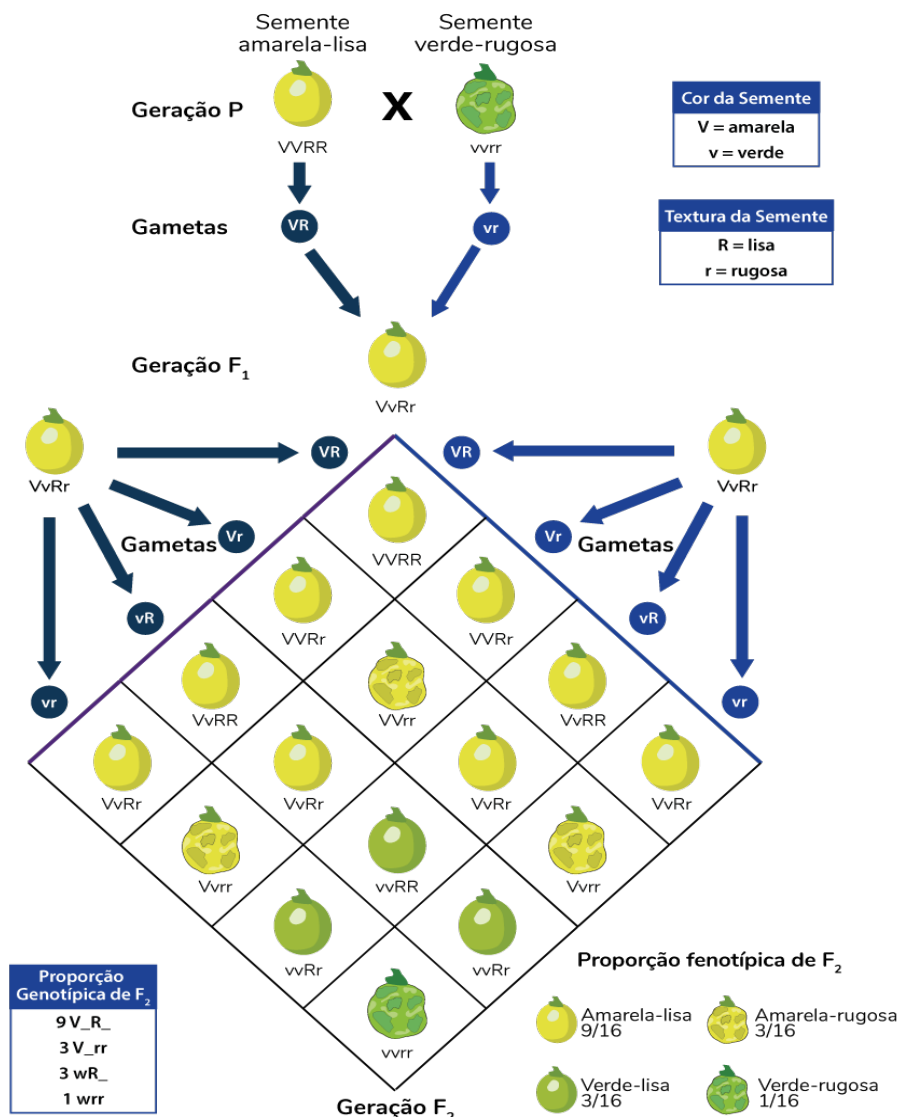 Semente
amarela-lisa
Semente
verde-rugosa
Geração P
X
VVRR
vvrr
Cor da Semente
V = amarela
v = verde
Gametas
VR
vr
Textura da Semente
R = lisa
r = rugosa
Geração F1
VvRr
VvRr
VR
VR
VvRr
Gametas
Vr
Vr
Gametas
VVRR
vR
vR
VVRr
VVRr
vr
vr
VvRR
VVrr
VvRR
VvRr
VvRr
VvRr
VvRr
Vvrr
vvRR
Vvrr
vvRr
vvRr
vvrr
Geração F2
Proporção
Genotípica de F2
9 V_R_
3 V_rr
3 wR_
1 wrr
Proporção fenotípica de F2
Amarela-lisa
9/16
Amarela-rugosa
3/16
Verde-lisa
3/16
Verde-rugosa
1/16